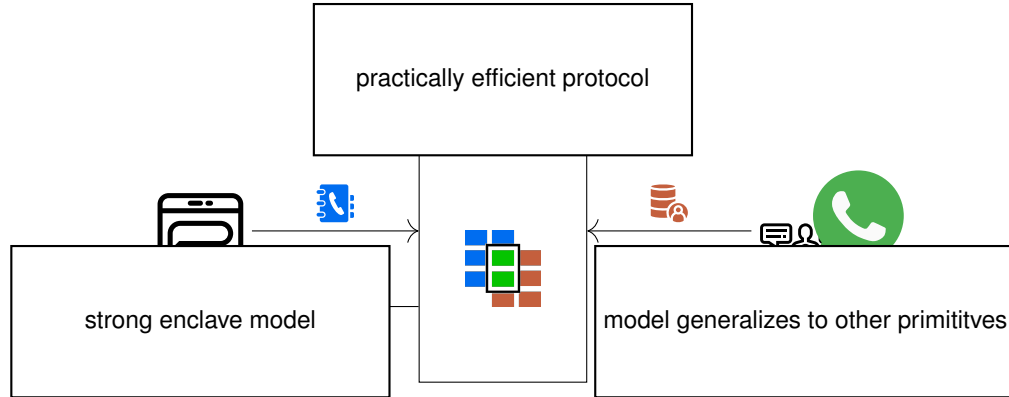 practically efficient protocol
strong enclave model
model generalizes to other primititves